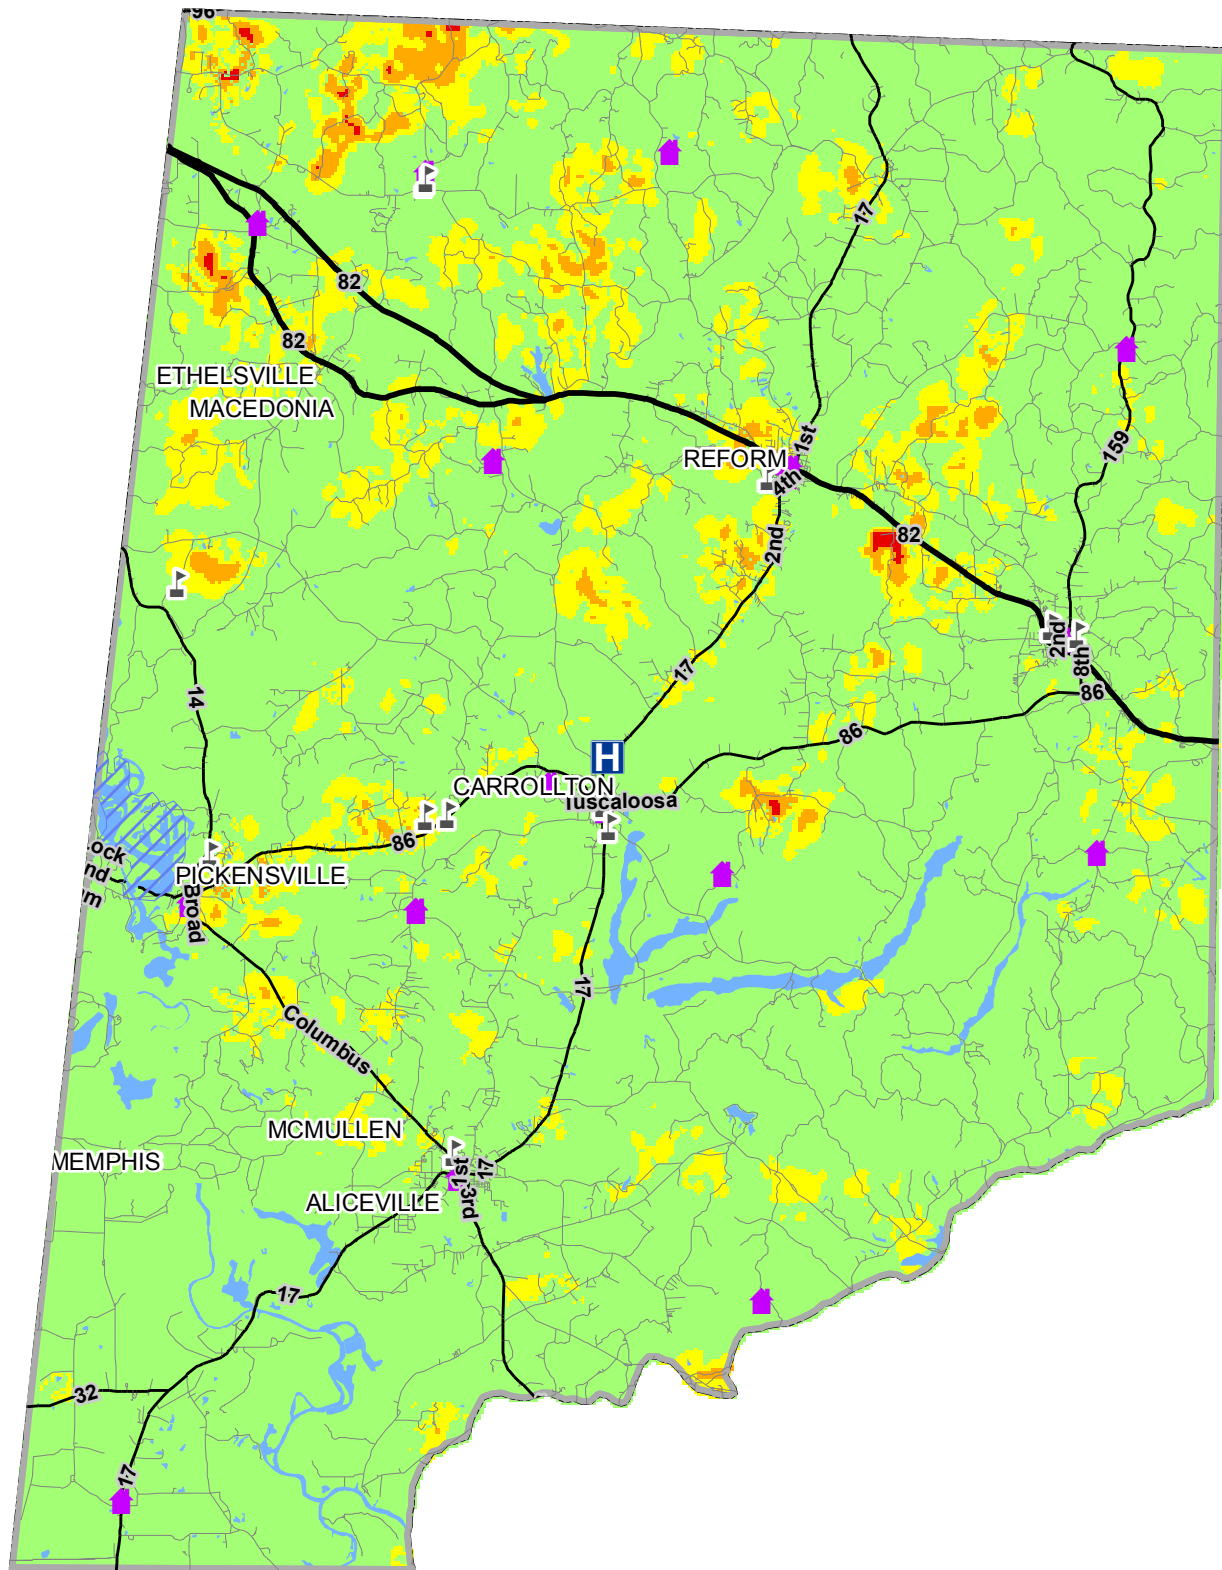 96
17
82
82
ETHELSVILLE
MACEDONIA
1st
159
REFORM
4th
2nd
82
2nd
8th
17
14
86
86
H
CARROLLTON
Tuscaloosa
86
PICKENSVILLE
Broad
17
Columbus
MCMULLEN
MEMPHIS
17
1st
3rd
ALICEVILLE
17
32
17